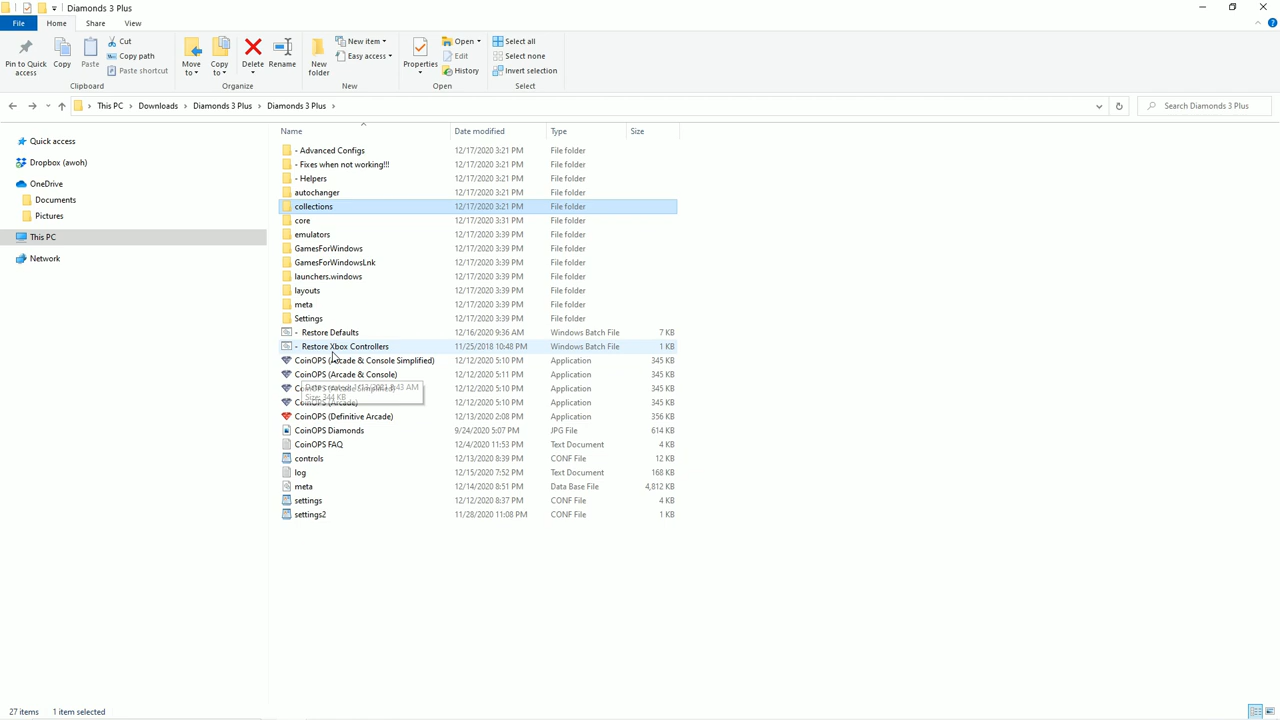 Diamonds 3 Plus
File Home Share View
Pin to Quick access
Copy
Paste
Cut
Copy path
Paste shortcut
Clipboard
Move to
Copy to
Delete
Rename
Organize
New folder
New item
Easy access
New
Properties
Open
Edit
History
Open
Select all
Select none
Invert selection
Select
This PC Downloads Diamonds 3 Plus Diamonds 3 Plus
Search Diamonds 3 Plus
Quick access
Dropbox (awoh)
OneDrive
Documents
Pictures
This PC
Network
Name Date modified Type Size
- Advanced Configs 12/17/2020 3:21 PM File folder
- Fixes when not working!!! 12/17/2020 3:21 PM File folder
- Helpers 12/17/2020 3:21 PM File folder
autochanger 12/17/2020 3:21 PM File folder
collections 12/17/2020 3:21 PM File folder
core 12/17/2020 3:31 PM File folder
emulators 12/17/2020 3:39 PM File folder
GamesForWindows 12/17/2020 3:39 PM File folder
GamesForWindowsLnk 12/17/2020 3:39 PM File folder
launchers.windows 12/17/2020 3:39 PM File folder
layouts 12/17/2020 3:39 PM File folder
meta 12/17/2020 3:39 PM File folder
Settings 12/17/2020 3:39 PM File folder
- Restore Defaults 12/16/2020 9:36 AM Windows Batch File 7 KB
- Restore Xbox Controllers 11/25/2018 10:48 PM Windows Batch File 1 KB
CoinOPS (Arcade & Console Simplified) 12/12/2020 5:10 PM Application 345 KB
CoinOPS (Arcade & Console) 12/12/2020 5:11 PM Application 345 KB
CoinOPS (Arcade Simplified) 12/12/2020 5:10 PM Application 345 KB
Size: 344 KB
CoinOPS (Arcade) 12/12/2020 5:10 PM Application 345 KB
CoinOPS (Definitive Arcade) 12/13/2020 2:08 PM Application 356 KB
CoinOPS Diamonds 9/24/2020 5:07 PM JPG File 614 KB
CoinOPS FAQ 12/4/2020 11:53 PM Text Document 4 KB
controls 12/13/2020 8:39 PM CONF File 12 KB
log 12/15/2020 7:52 PM Text Document 168 KB
meta 12/14/2020 8:51 PM Data Base File 4,812 KB
settings 12/12/2020 8:37 PM CONF File 4 KB
settings2 11/28/2020 11:08 PM CONF File 1 KB
27 items 1 item selected